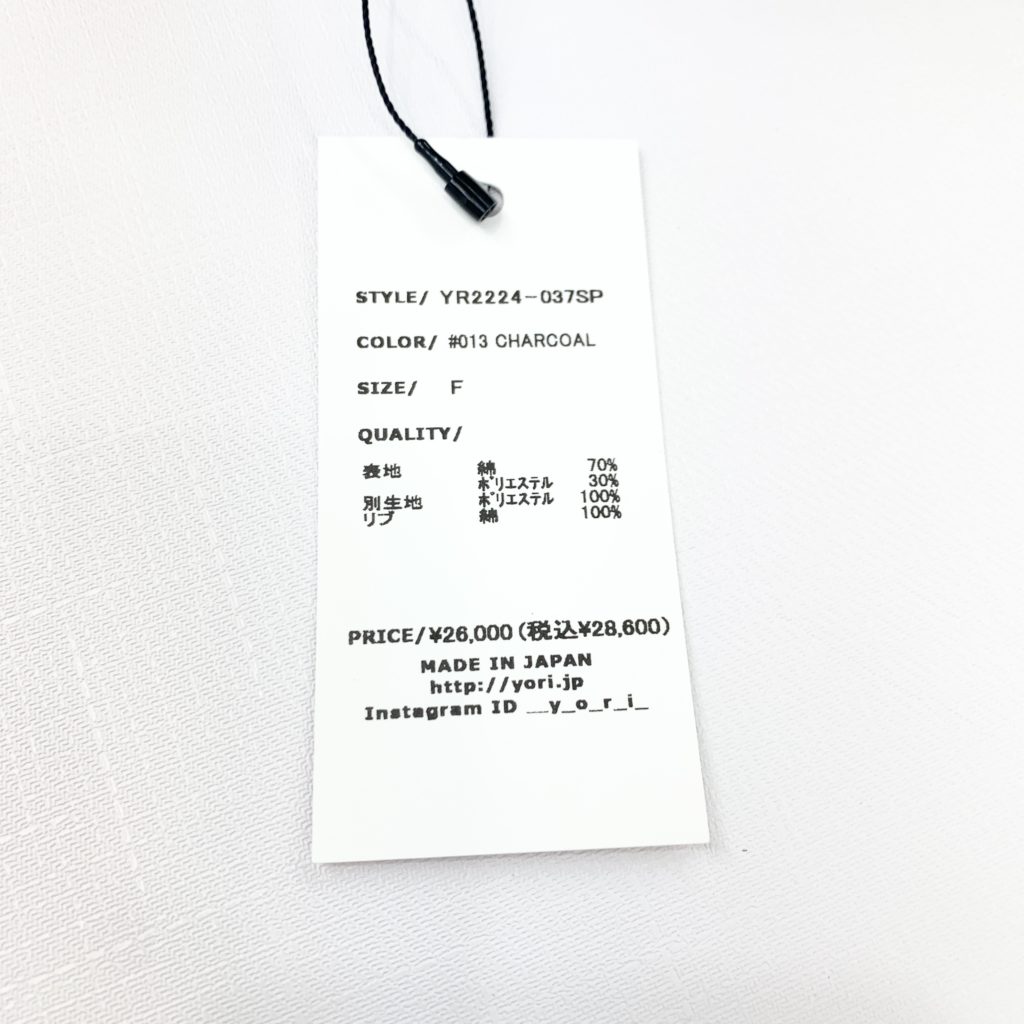 STYLE/ YR2224-037SP
COLOR/ #013 CHARCOAL
SIZE/ F
QUALITY/
表地 綿 70%
ポリエステル 30%
別生地 ポリエステル 100%
リブ 綿 100%
PRICE/¥26,000(税込¥28,600)
MADE IN JAPAN
http://yori.jp
Instagram ID __y_o_r_i_